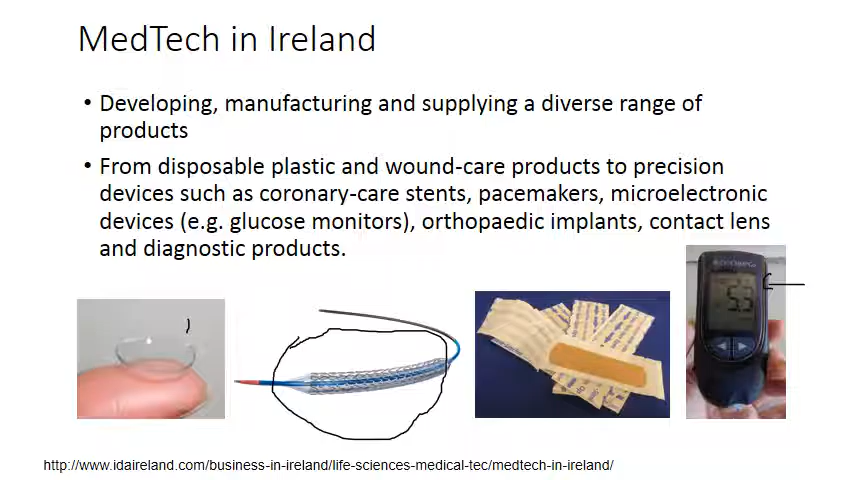 MedTech in Ireland
• Developing, manufacturing and supplying a diverse range of
products
• From disposable plastic and wound-care products to precision
devices such as coronary-care stents, pacemakers, microelectronic
devices (e.g. glucose monitors), orthopaedic implants, contact lens
and diagnostic products.
5.3
http://www.idaireland.com/business-in-ireland/life-sciences-medical-tec/medtech-in-ireland/